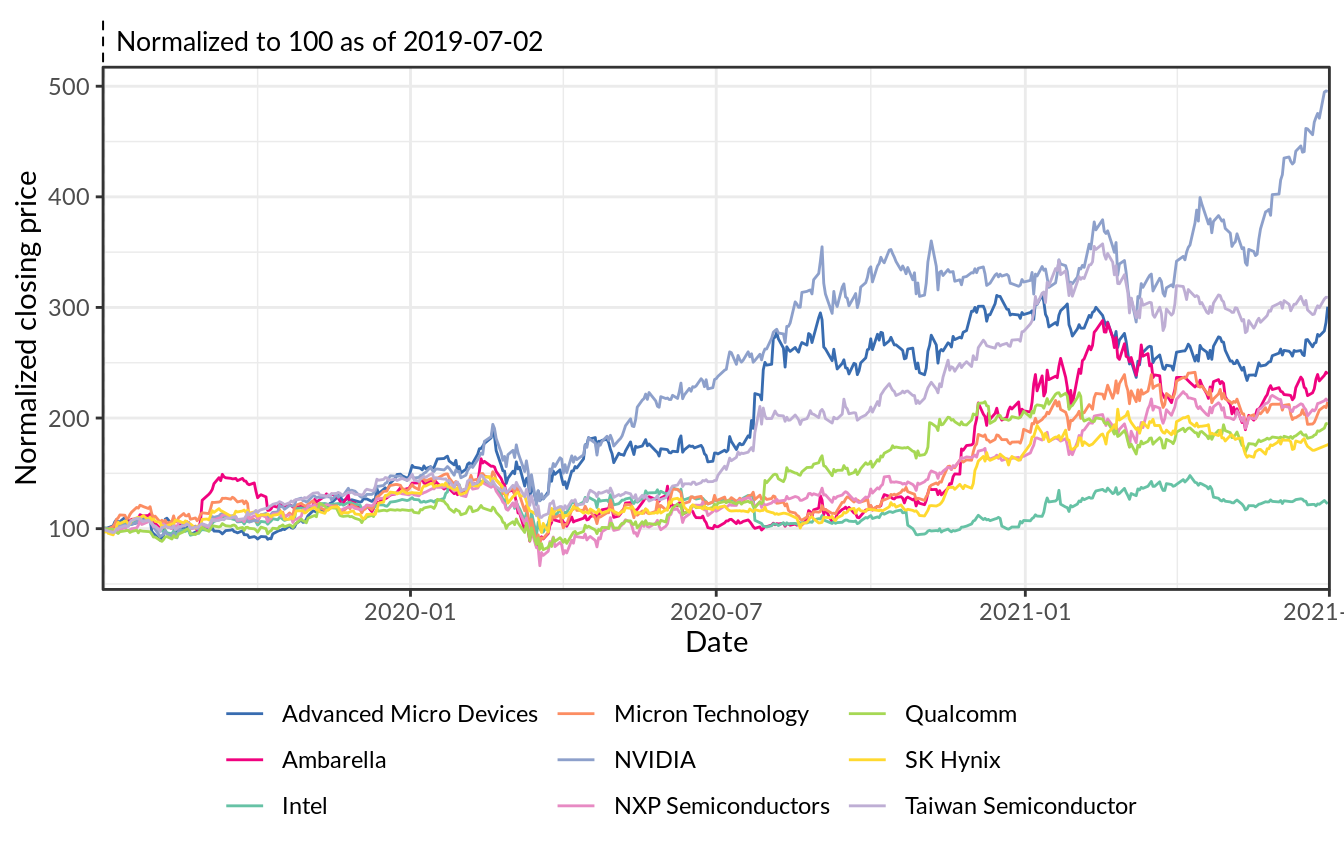 Normalized to 100 as of 2019-07-02
Normalized closing price
500
400
300
200
100
2020-01
2020-07
2021-01
2021-
Date
Advanced Micro Devices
Micron Technology
Qualcomm
Ambarella
NVIDIA
SK Hynix
Intel
NXP Semiconductors
Taiwan Semiconductor